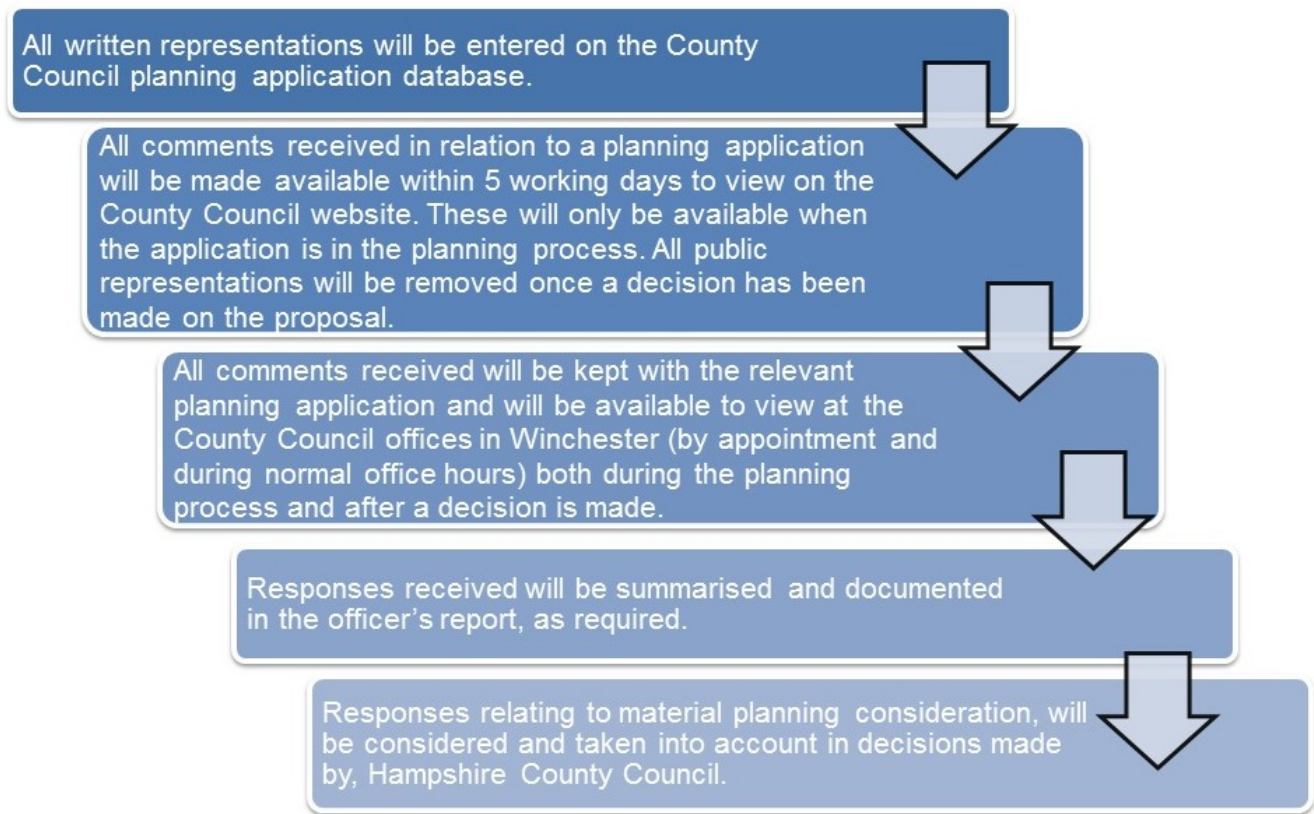 All written representations will be entered on the County
Council planning application database.
All comments received in relation to a planning application
will be made available within 5 working days to view on the
County Council website. These will only be available when
the application is in the planning process. All public
representations will be removed once a decision has been
made on the proposal.
All comments received will be kept with the relevant
planning application and will be available to view at the
County Council offices in Winchester (by appointment and
during normal office hours) both during the planning
process and after a decision is made.
Responses received will be summarised and documented
in the officer’s report, as required.
Responses relating to material planning consideration, will
be considered and taken into account in decisions made
by, Hampshire County Council.